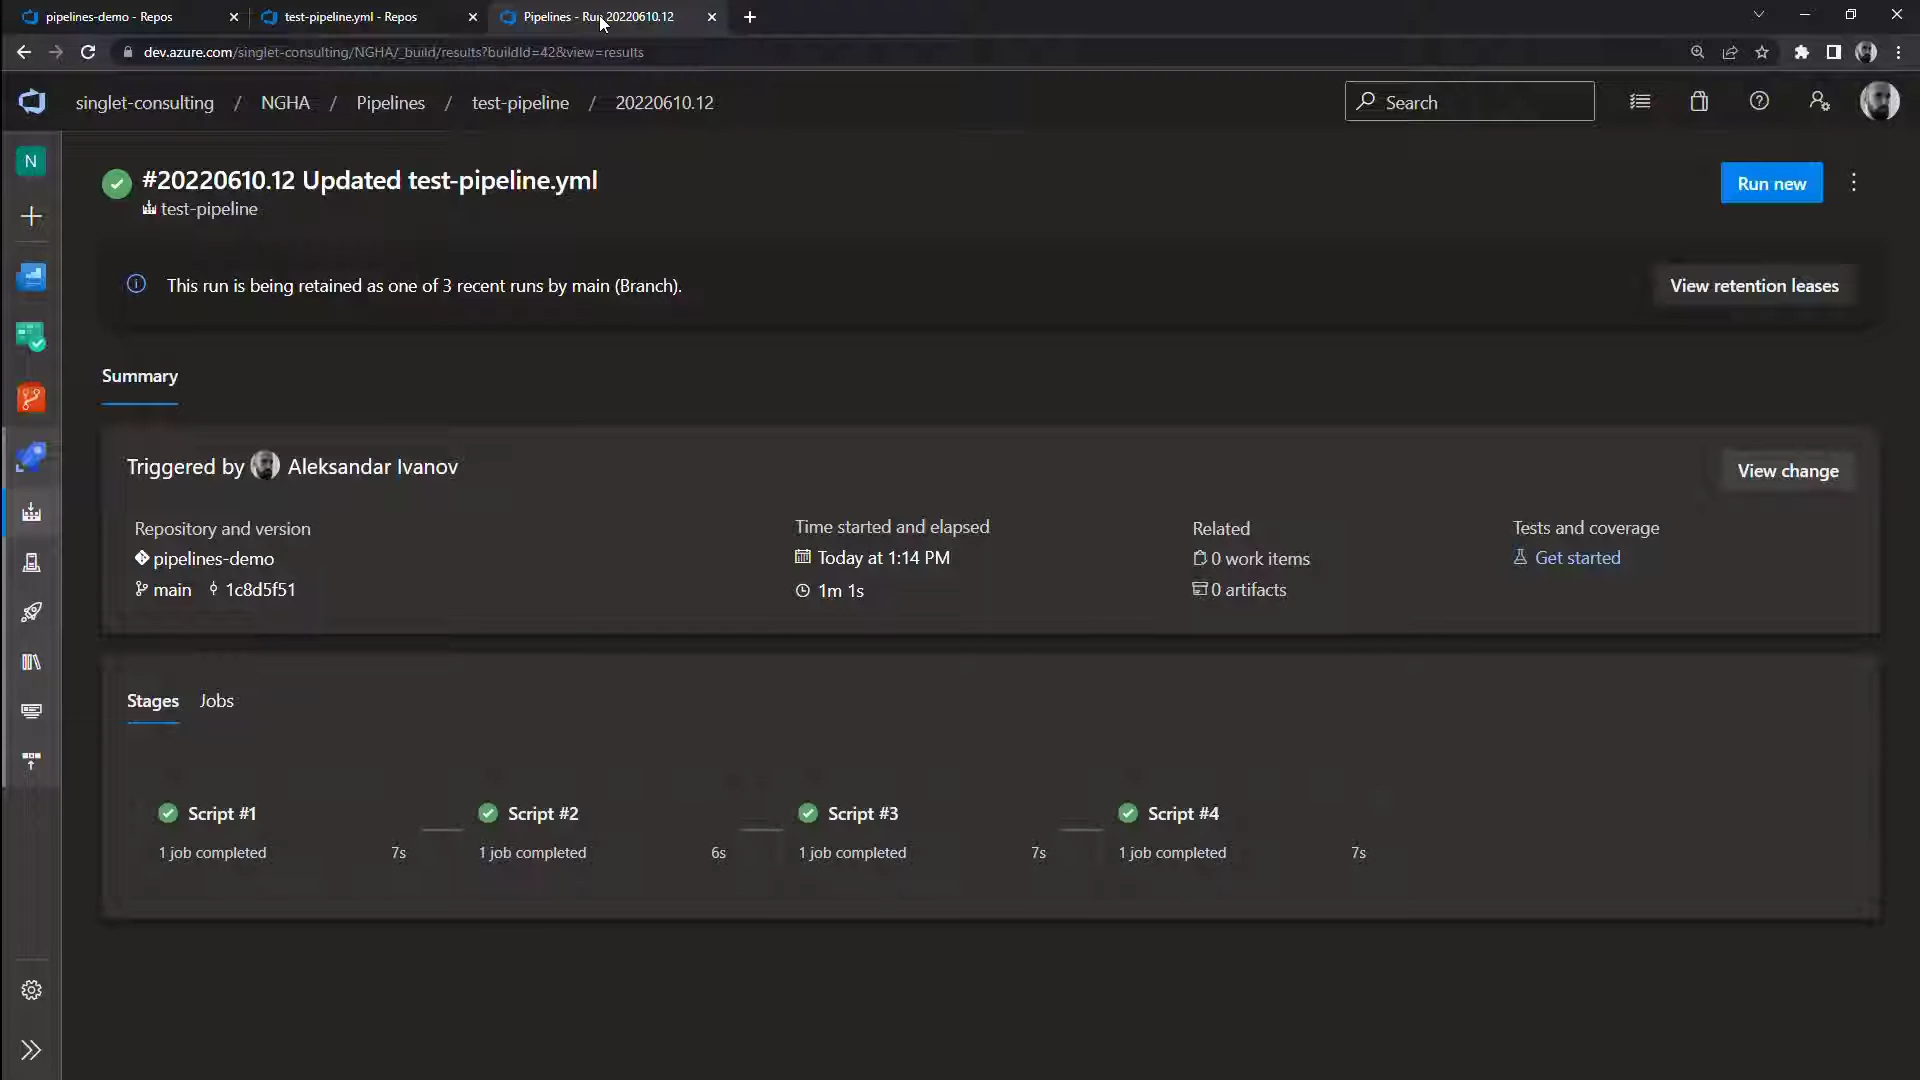 pipelines-demo - Repos
test-pipeline.yml - Repos
Pipelines - Run 20220610.12
dev.azure.com/singlet-consulting/NGHA/_build/results?buildId=42&view=results
singlet-consulting / NGHA / Pipelines / test-pipeline / 20220610.12
Search
N
#20220610.12 Updated test-pipeline.yml
test-pipeline
Run new
This run is being retained as one of 3 recent runs by main (Branch).
View retention leases
Summary
Triggered by Aleksandar Ivanov
View change
Repository and version
pipelines-demo
main 1c8d5f51
Time started and elapsed
Today at 1:14 PM
1m 1s
Related
0 work items
0 artifacts
Tests and coverage
Get started
Stages Jobs
Script #1
1 job completed 7s
Script #2
1 job completed 6s
Script #3
1 job completed 7s
Script #4
1 job completed 7s